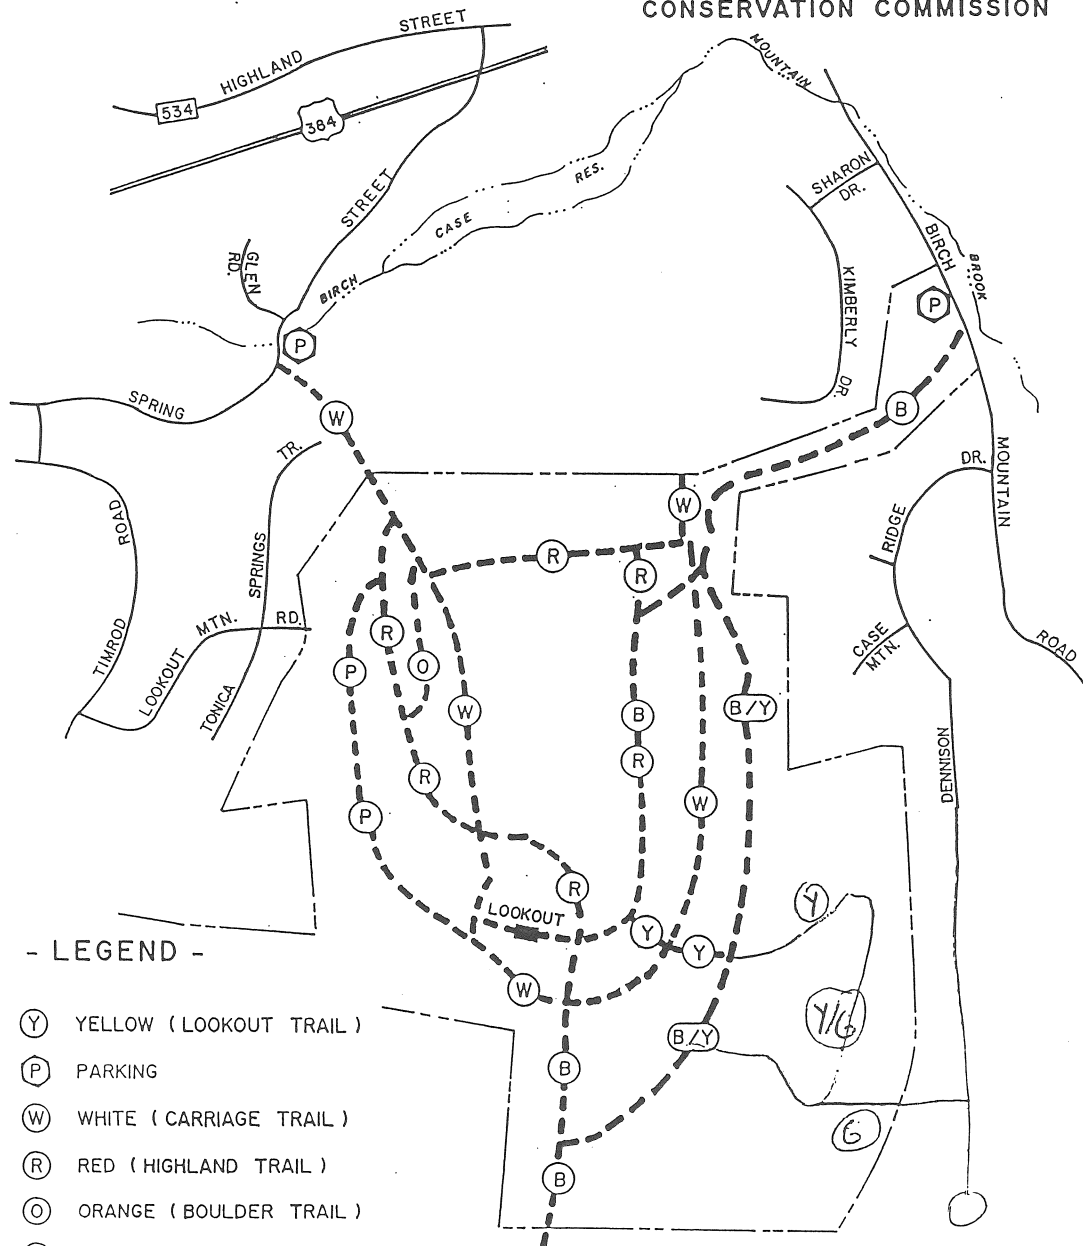 CONSERVATION COMMISSION
HIGHLAND STREET
534
384
MOUNTAIN
STREET
CASE RES.
SHARON DR.
GLEN RD.
BIRCH
BIRCH
BROOK
KIMBERLY DR.
P
P
SPRING
W
B
TR.
DR.
MOUNTAIN
ROAD
W
RIDGE
ROAD
SPRINGS
R
R
LOOKOUT MTN. RD.
R
CASE MTN.
TIMROD
O
P
TONICA
W
B
B/Y
R
R
DENNISON
P
W
R
Y
LOOKOUT
Y
Y
W
Y/G
B/Y
B
G
B
- LEGEND -
Y YELLOW ( LOOKOUT TRAIL )
P PARKING
W WHITE ( CARRIAGE TRAIL )
R RED ( HIGHLAND TRAIL )
O ORANGE ( BOULDER TRAIL )